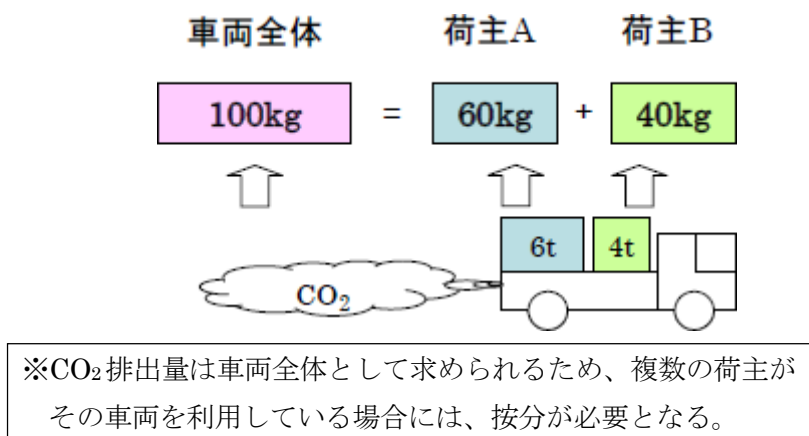 車両全体 荷主A 荷主B
100kg = 60kg + 40kg
6t 4t
CO₂
※CO₂排出量は車両全体として求められるため、複数の荷主が
その車両を利用している場合には、按分が必要となる。